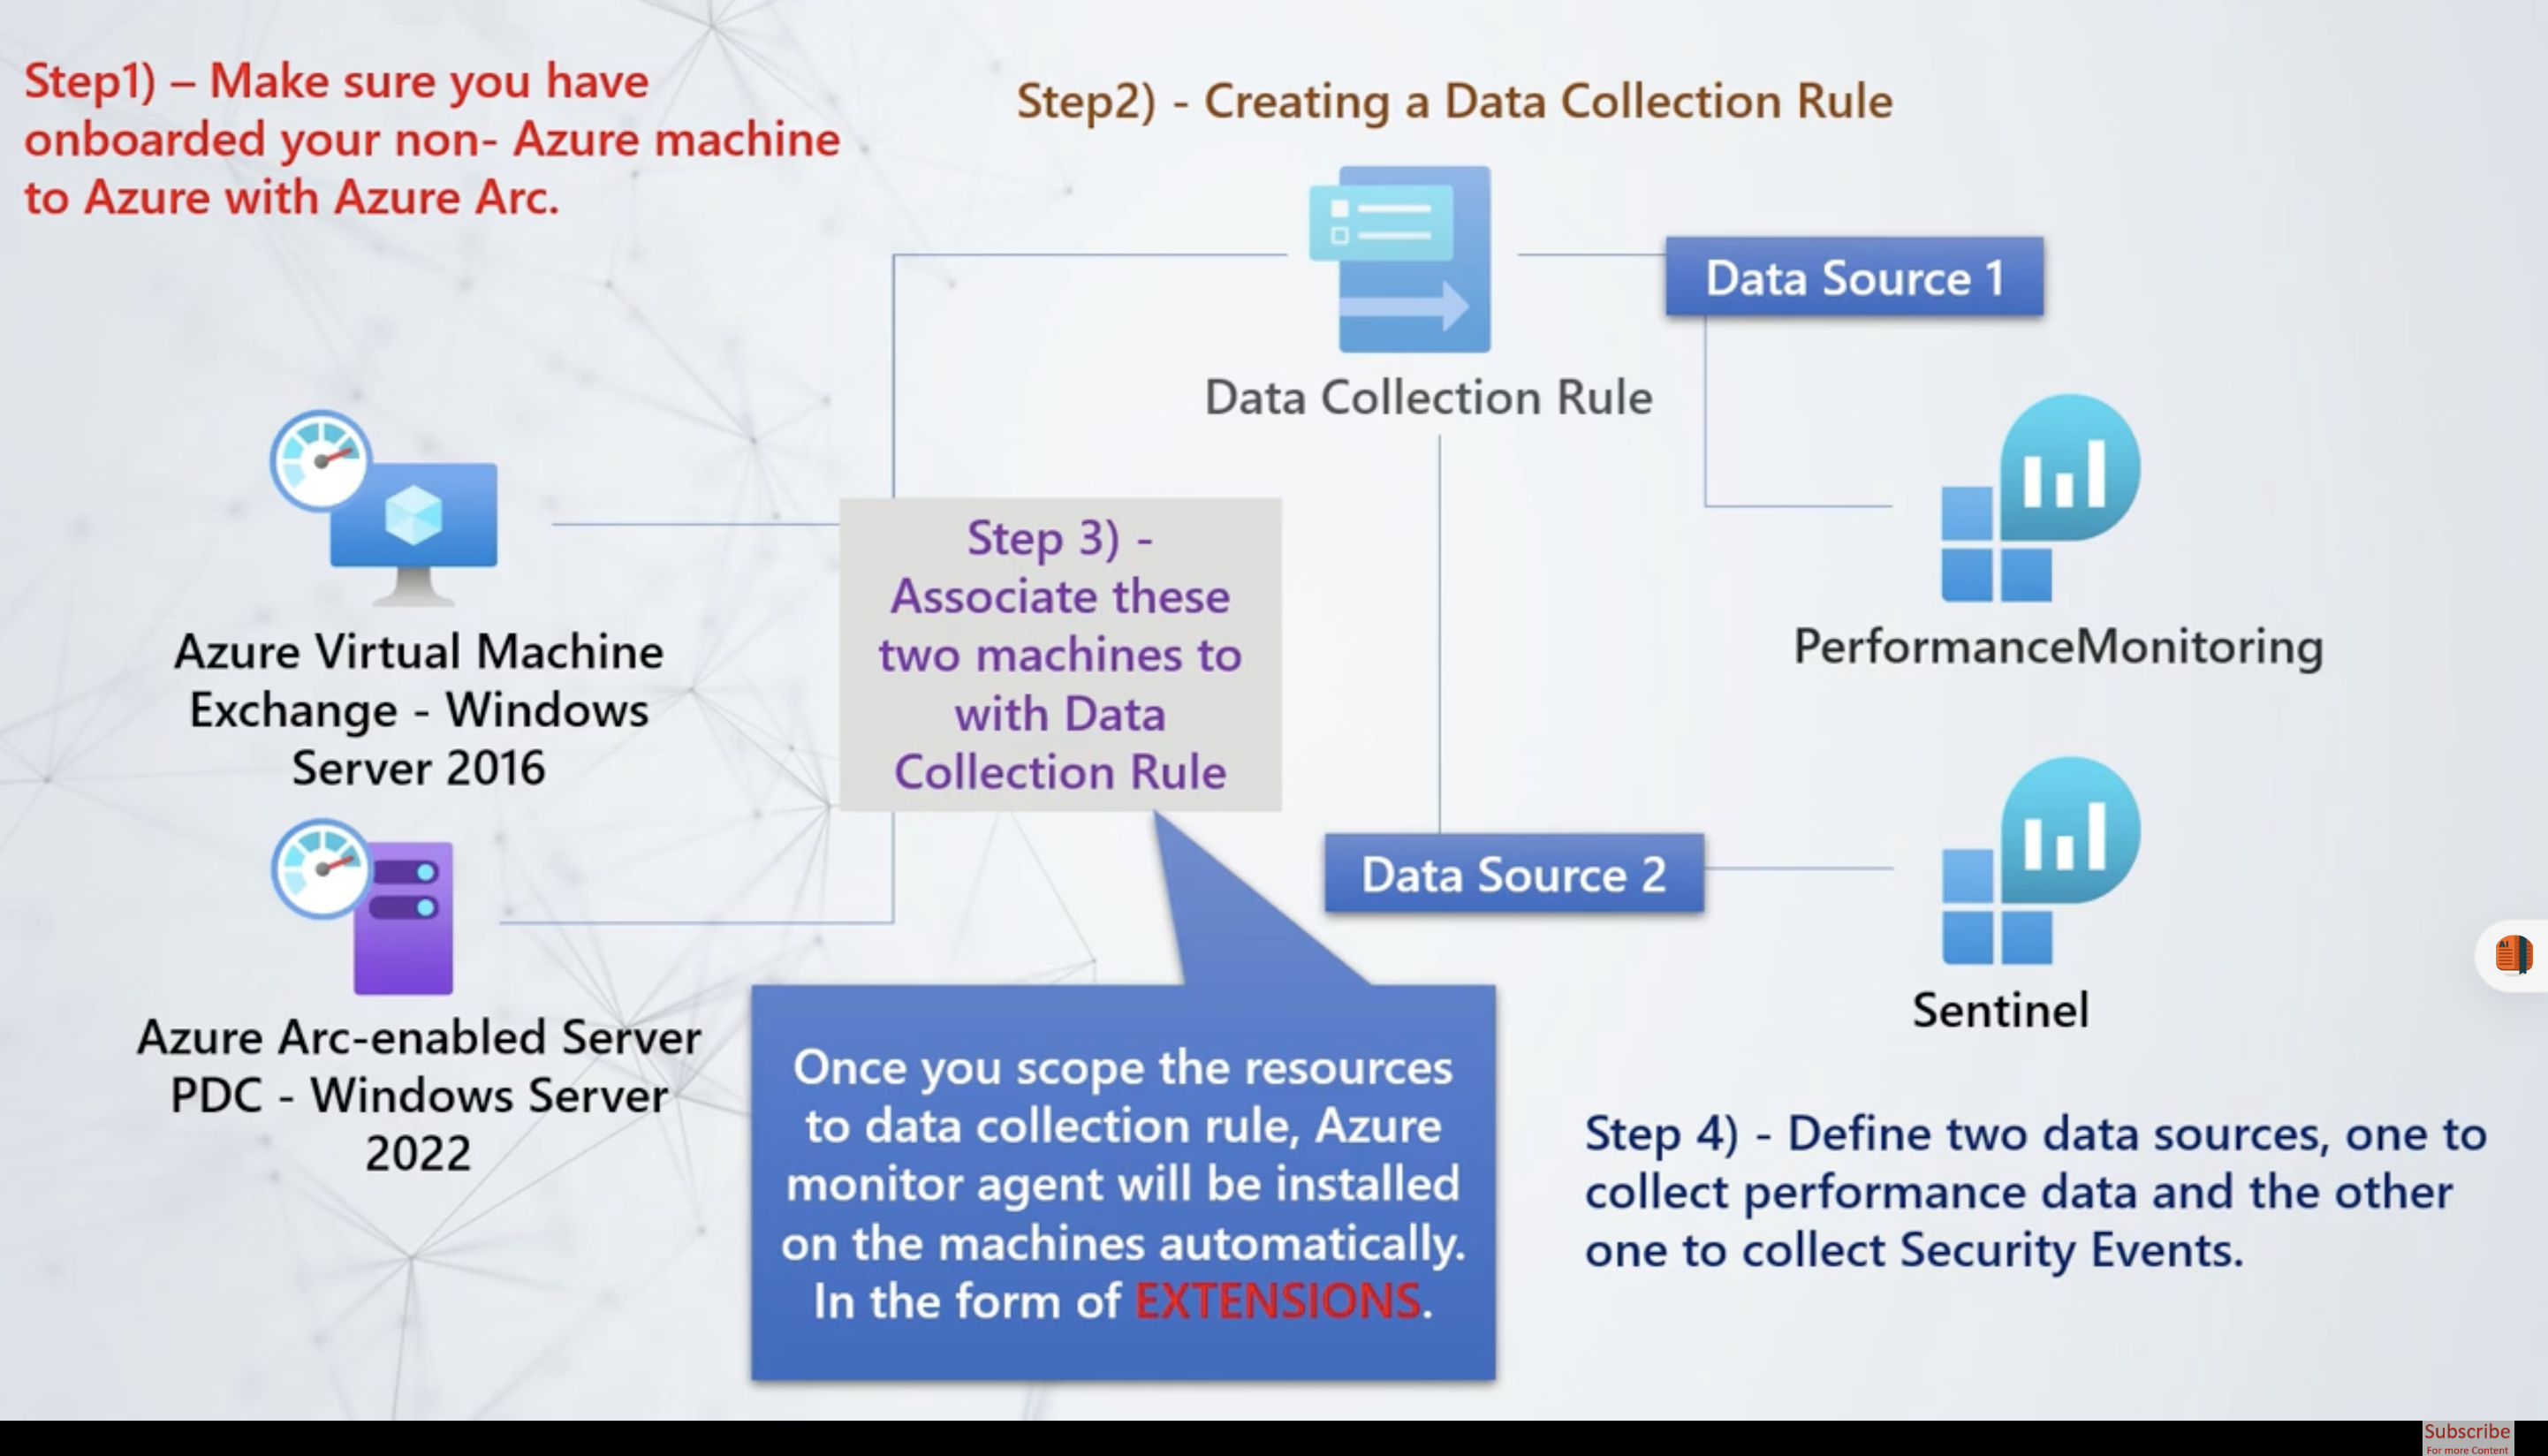 Step1) – Make sure you have
onboarded your non- Azure machine
to Azure with Azure Arc.
Step2) - Creating a Data Collection Rule
Data Source 1
Data Collection Rule
Step 3) -
Associate these
two machines to
with Data
Collection Rule
PerformanceMonitoring
Azure Virtual Machine
Exchange - Windows
Server 2016
Data Source 2
Sentinel
Azure Arc-enabled Server
PDC - Windows Server
2022
Once you scope the resources
to data collection rule, Azure
monitor agent will be installed
on the machines automatically.
In the form of EXTENSIONS.
Step 4) - Define two data sources, one to
collect performance data and the other
one to collect Security Events.
AI
Subscribe
For more Content